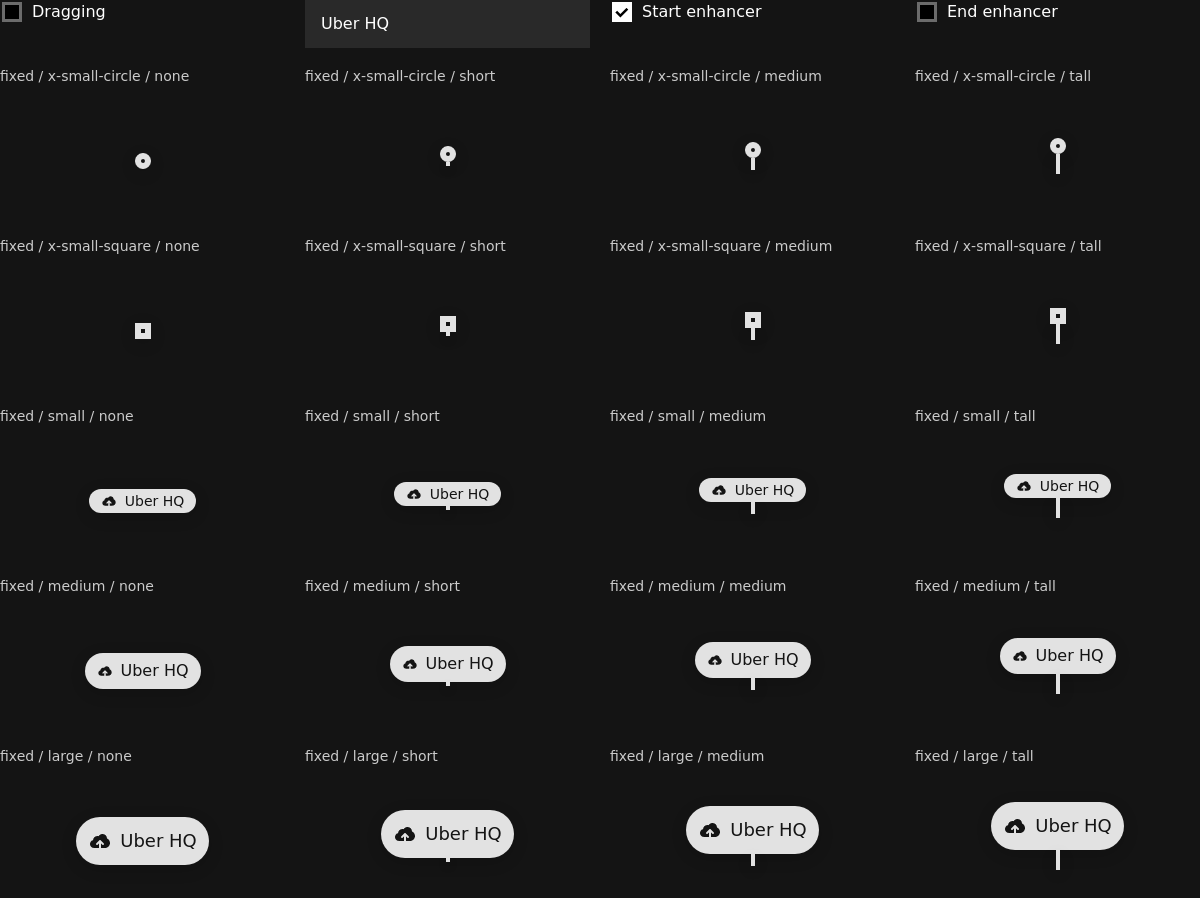 Dragging
Uber HQ
Start enhancer
End enhancer
fixed / x-small-circle / none
fixed / x-small-circle / short
fixed / x-small-circle / medium
fixed / x-small-circle / tall
fixed / x-small-square / none
fixed / x-small-square / short
fixed / x-small-square / medium
fixed / x-small-square / tall
fixed / small / none
fixed / small / short
fixed / small / medium
fixed / small / tall
Uber HQ
Uber HQ
Uber HQ
Uber HQ
fixed / medium / none
fixed / medium / short
fixed / medium / medium
fixed / medium / tall
Uber HQ
Uber HQ
Uber HQ
Uber HQ
fixed / large / none
fixed / large / short
fixed / large / medium
fixed / large / tall
Uber HQ
Uber HQ
Uber HQ
Uber HQ